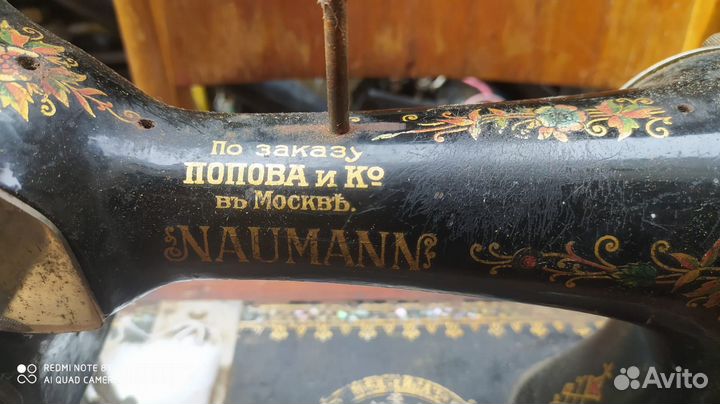 По заказу
ПОПОВА и Ко
въ Москвѣ.
NAUMANN
REDMI NOTE 8
AI QUAD CAMERA
Avito